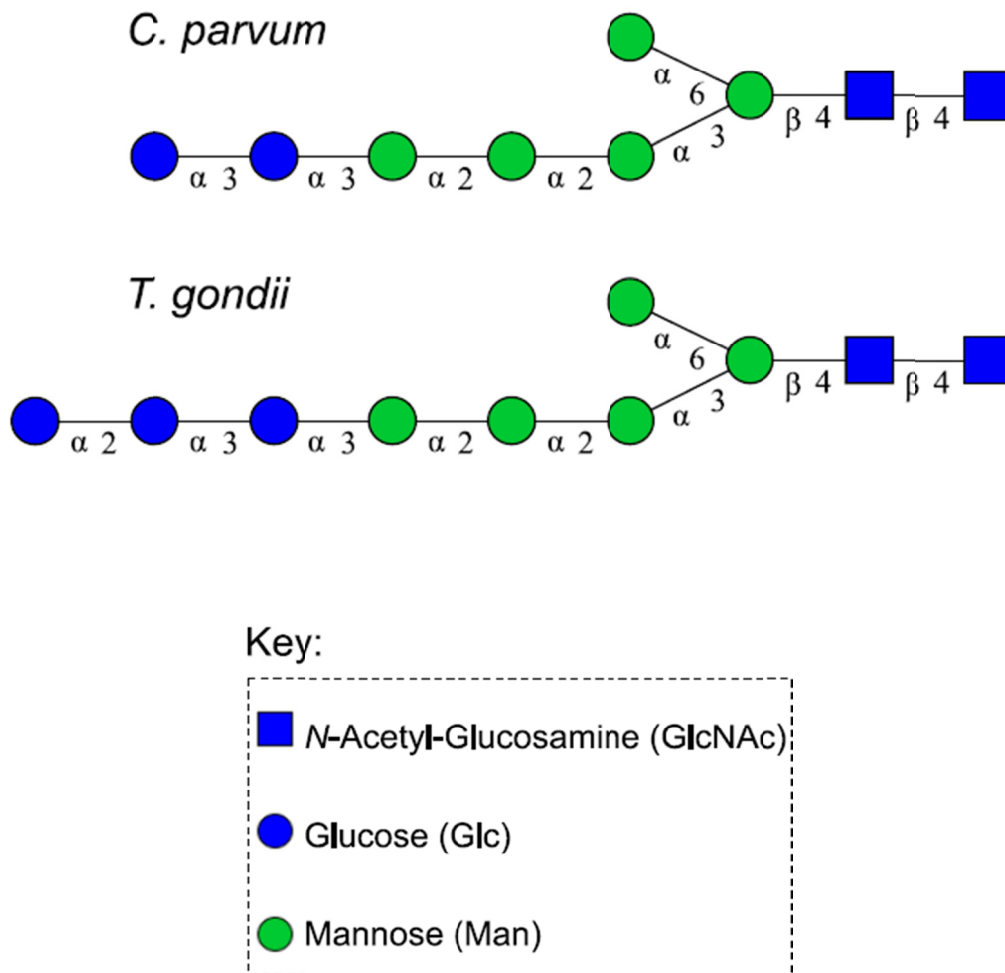 C. parvum
α 6
β 4 β 4
α 3
α 3 α 3 α 2 α 2
T. gondii
α 6
β 4 β 4
α 3
α 2 α 3 α 3 α 2 α 2
Key:
N-Acetyl-Glucosamine (GlcNAc)
Glucose (Glc)
Mannose (Man)